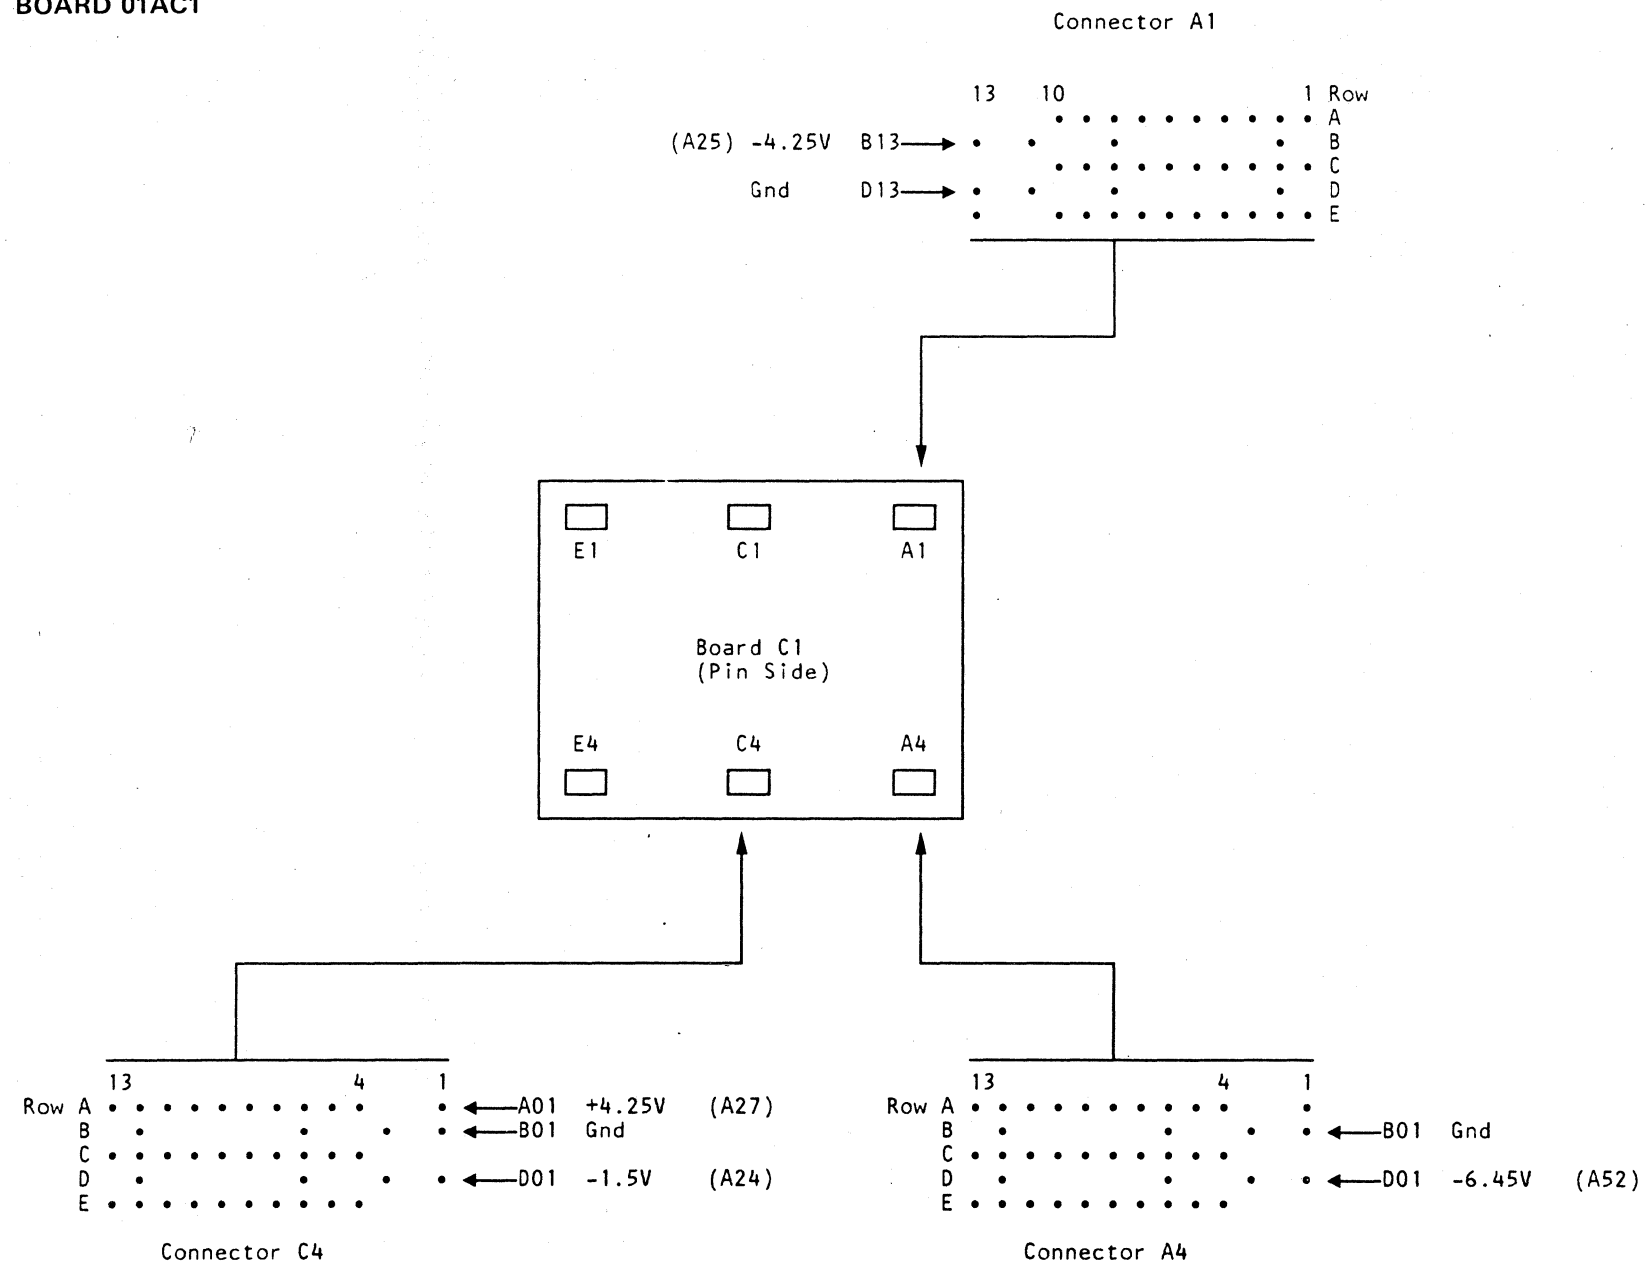 BOARD 01AC1
Connector A1
13 10 1 Row
A
(A25) -4.25V B13 B
C
Gnd D13 D
E
E1 C1 A1
Board C1
(Pin Side)
E4 C4 A4
13 4 1
Row A A01 +4.25V (A27)
B B01 Gnd
C
D D01 -1.5V (A24)
E
Connector C4
13 4 1
Row A
B B01 Gnd
C
D D01 -6.45V (A52)
E
Connector A4